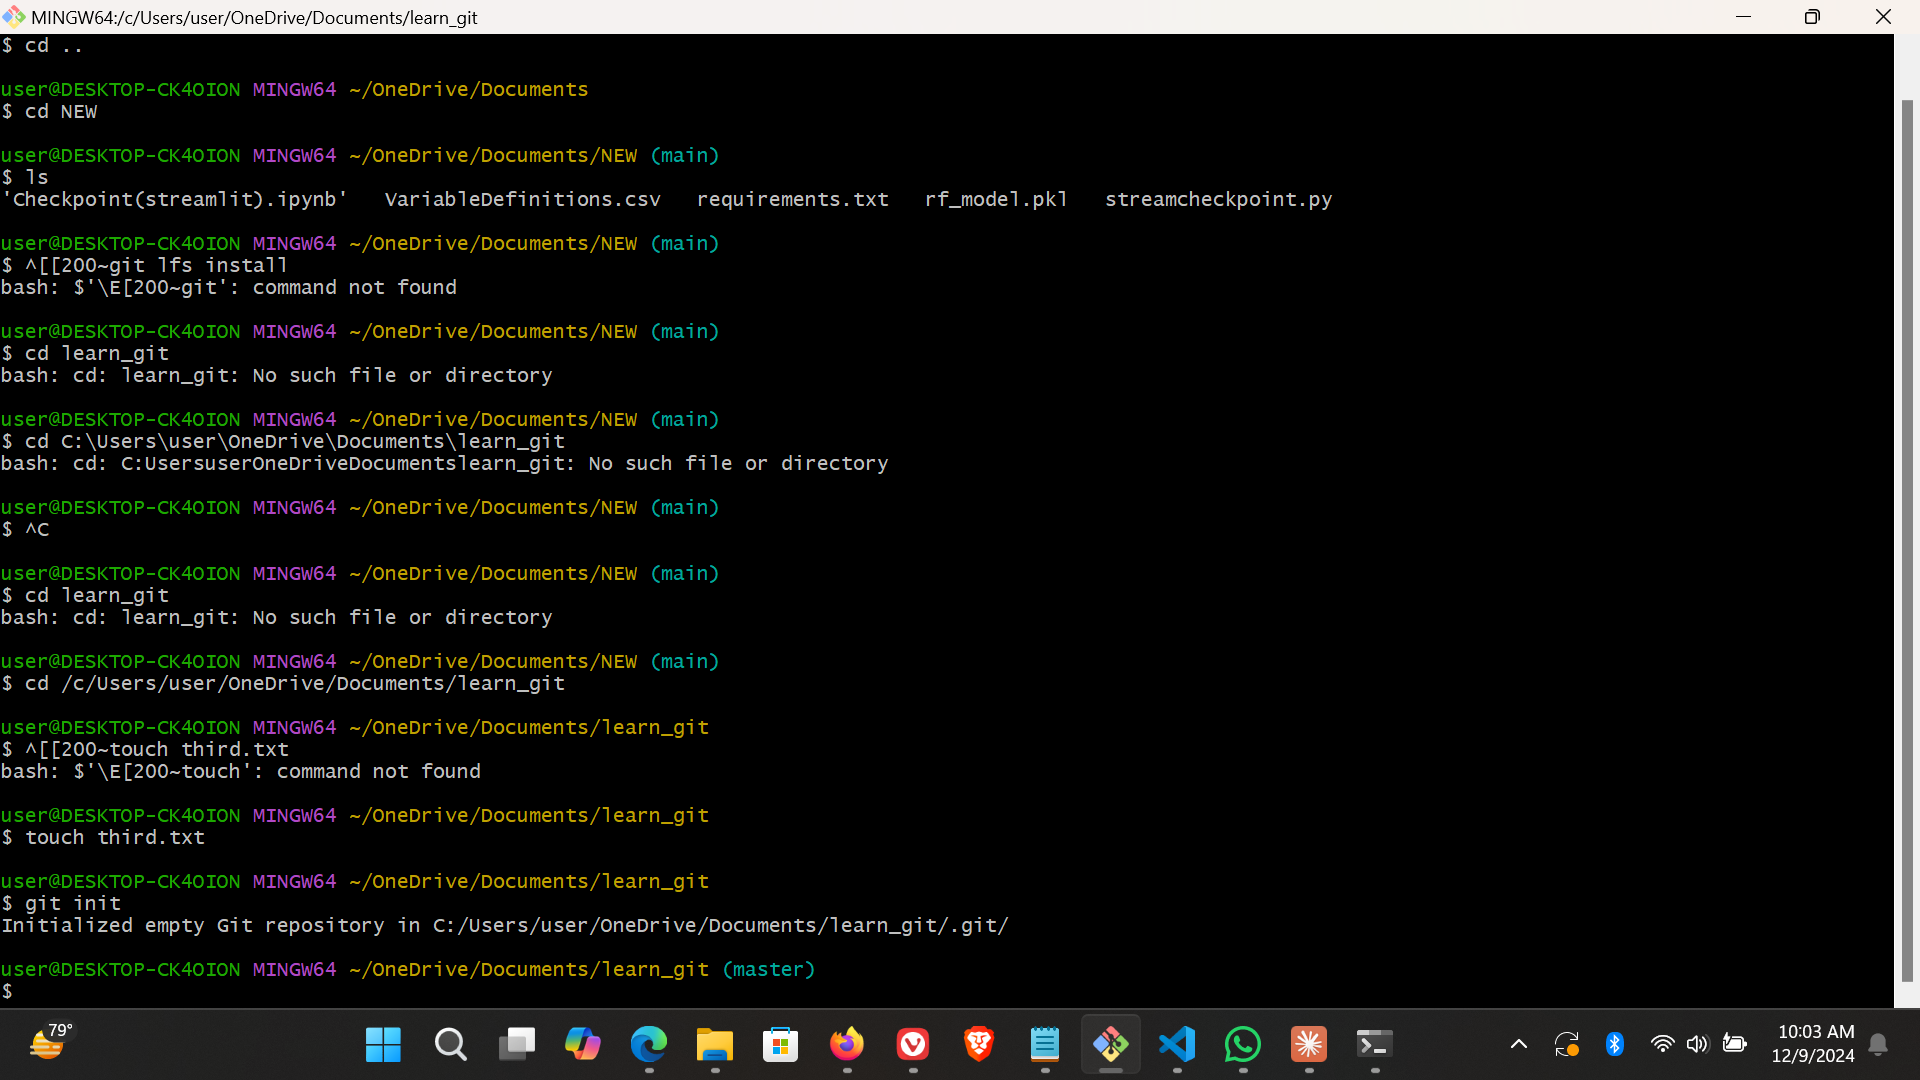 MINGW64:/c/Users/user/OneDrive/Documents/learn_git
$ cd ..
user@DESKTOP-CK4OION MINGW64 ~/OneDrive/Documents
$ cd NEW
user@DESKTOP-CK4OION MINGW64 ~/OneDrive/Documents/NEW (main)
$ ls
'Checkpoint(streamlit).ipynb'   VariableDefinitions.csv   requirements.txt   rf_model.pkl   streamcheckpoint.py
user@DESKTOP-CK4OION MINGW64 ~/OneDrive/Documents/NEW (main)
$ ^[[200~git lfs install
bash: $'\E[200~git': command not found
user@DESKTOP-CK4OION MINGW64 ~/OneDrive/Documents/NEW (main)
$ cd learn_git
bash: cd: learn_git: No such file or directory
user@DESKTOP-CK4OION MINGW64 ~/OneDrive/Documents/NEW (main)
$ cd C:\Users\user\OneDrive\Documents\learn_git
bash: cd: C:UsersuserOneDriveDocumentslearn_git: No such file or directory
user@DESKTOP-CK4OION MINGW64 ~/OneDrive/Documents/NEW (main)
$ ^C
user@DESKTOP-CK4OION MINGW64 ~/OneDrive/Documents/NEW (main)
$ cd learn_git
bash: cd: learn_git: No such file or directory
user@DESKTOP-CK4OION MINGW64 ~/OneDrive/Documents/NEW (main)
$ cd /c/Users/user/OneDrive/Documents/learn_git
user@DESKTOP-CK4OION MINGW64 ~/OneDrive/Documents/learn_git
$ ^[[200~touch third.txt
bash: $'\E[200~touch': command not found
user@DESKTOP-CK4OION MINGW64 ~/OneDrive/Documents/learn_git
$ touch third.txt
user@DESKTOP-CK4OION MINGW64 ~/OneDrive/Documents/learn_git
$ git init
Initialized empty Git repository in C:/Users/user/OneDrive/Documents/learn_git/.git/
user@DESKTOP-CK4OION MINGW64 ~/OneDrive/Documents/learn_git (master)
$
79°
10:03 AM
12/9/2024